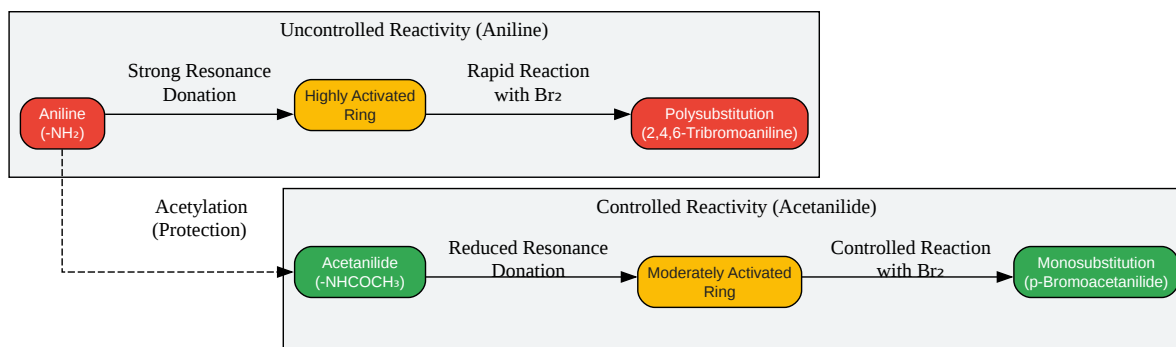 Uncontrolled Reactivity (Aniline)
Strong Resonance
Donation
Rapid Reaction
with Br₂
Aniline
(-NH₂)
Highly Activated
Ring
Polysubstitution
(2,4,6-Tribromoaniline)
Acetylation
(Protection)
Controlled Reactivity (Acetanilide)
Reduced Resonance
Donation
Controlled Reaction
with Br₂
Acetanilide
(-NHCOCH₃)
Moderately Activated
Ring
Monosubstitution
(p-Bromoacetanilide)